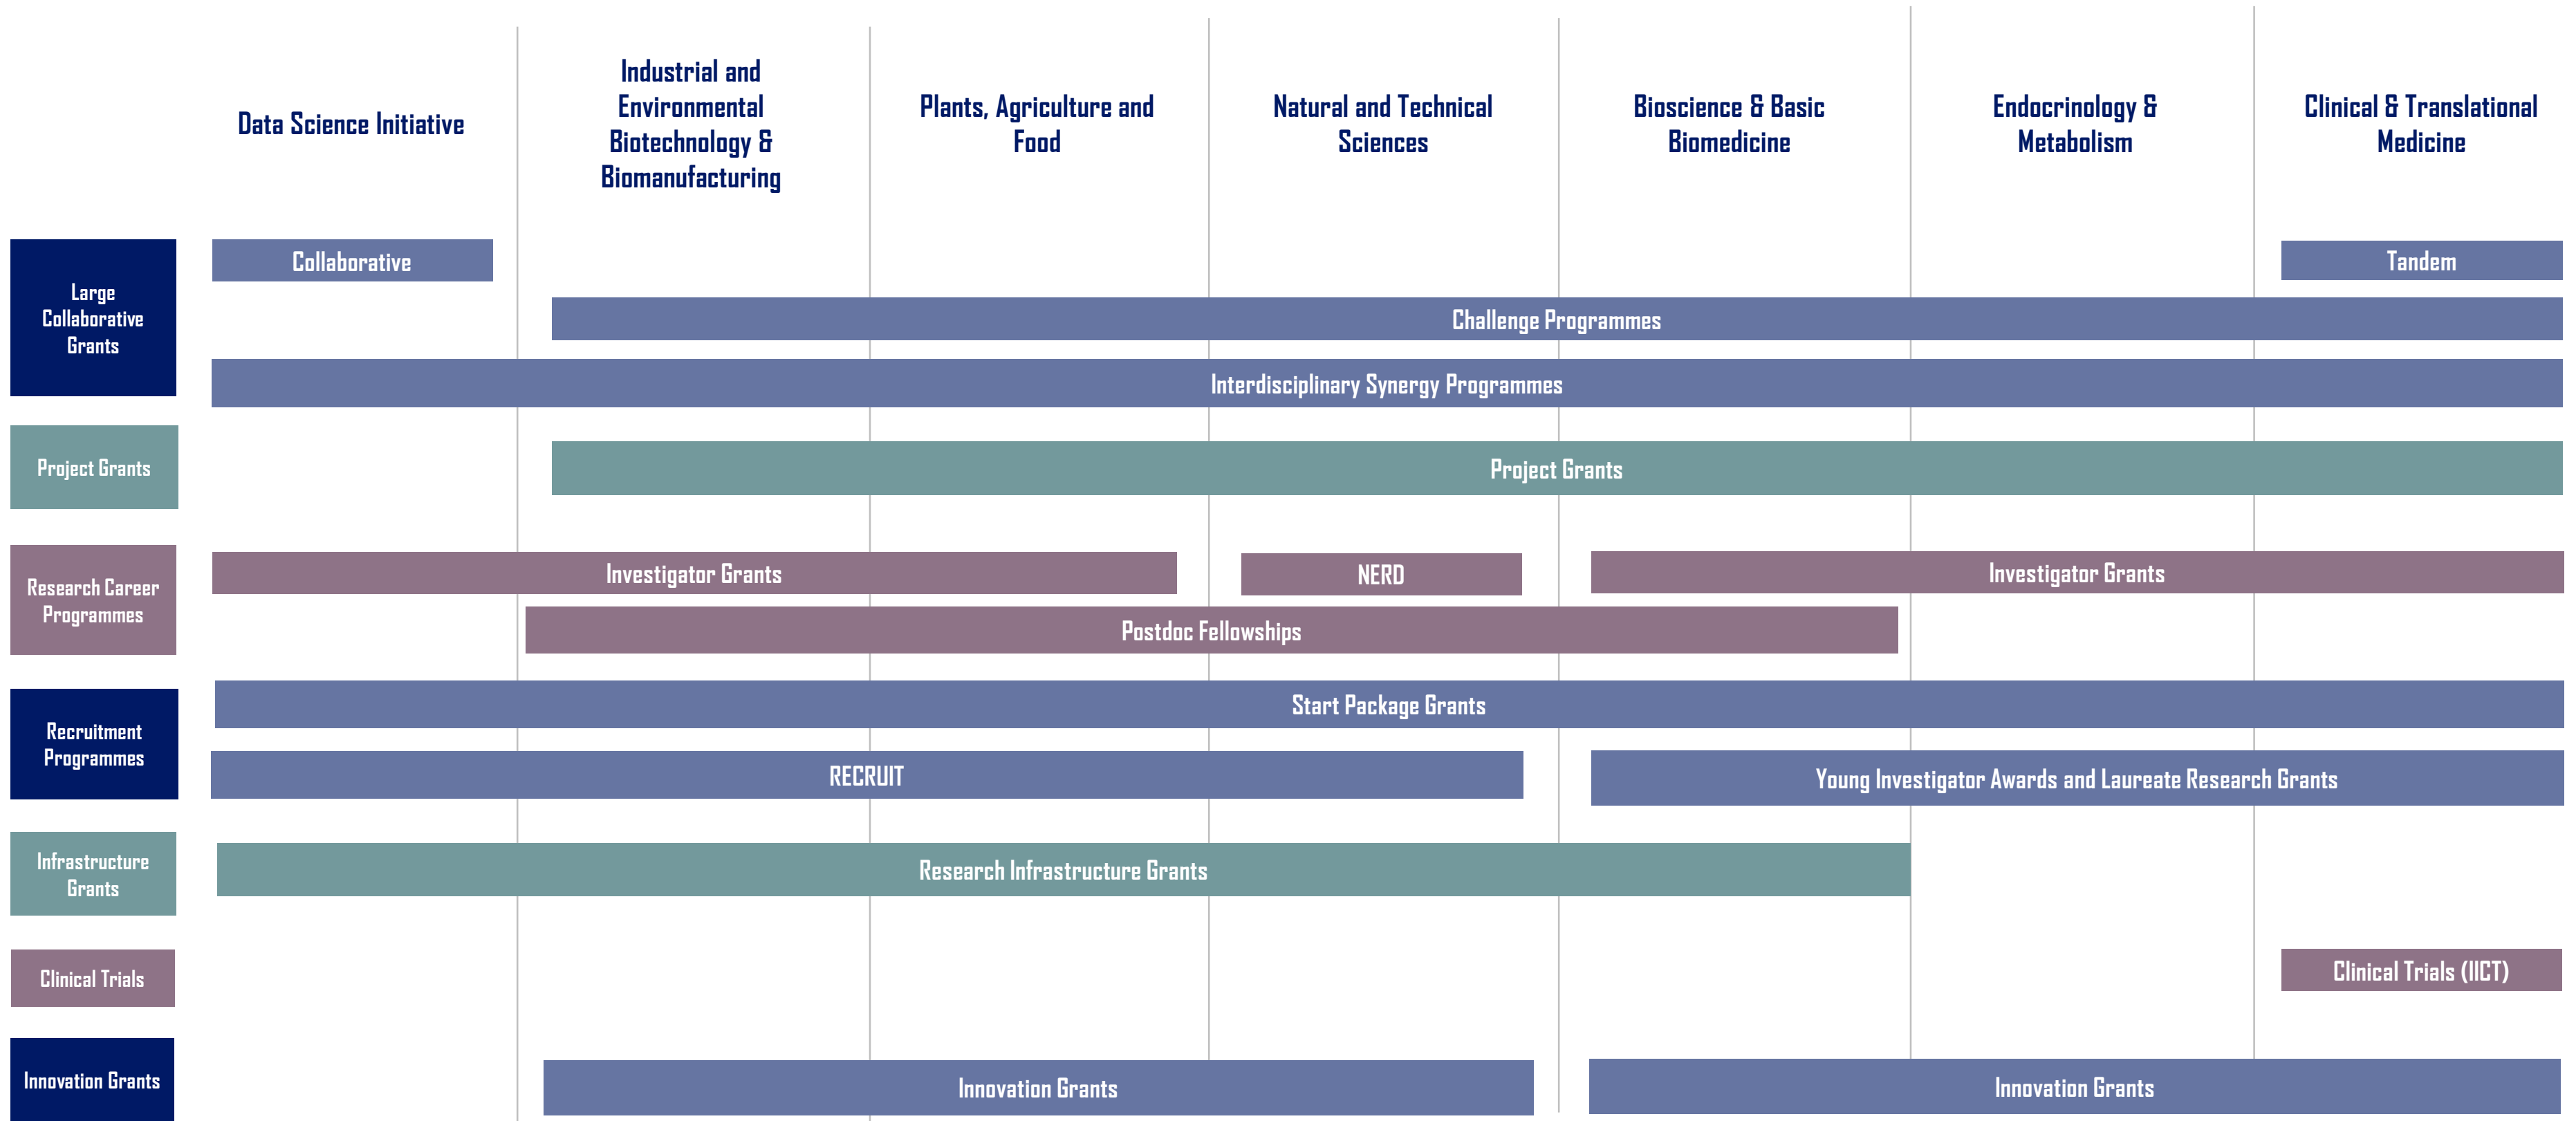 Data Science Initiative
Industrial and
Environmental
Biotechnology &
Biomanufacturing
Plants, Agriculture and
Food
Natural and Technical
Sciences
Bioscience & Basic
Biomedicine
Endocrinology &
Metabolism
Clinical & Translational
Medicine
Large
Collaborative
Grants
Collaborative
Tandem
Challenge Programmes
Interdisciplinary Synergy Programmes
Project Grants
Project Grants
Research Career
Programmes
Investigator Grants
NERD
Investigator Grants
Postdoc Fellowships
Recruitment
Programmes
Start Package Grants
RECRUIT
Young Investigator Awards and Laureate Research Grants
Infrastructure
Grants
Research Infrastructure Grants
Clinical Trials
Clinical Trials (IICT)
Innovation Grants
Innovation Grants
Innovation Grants